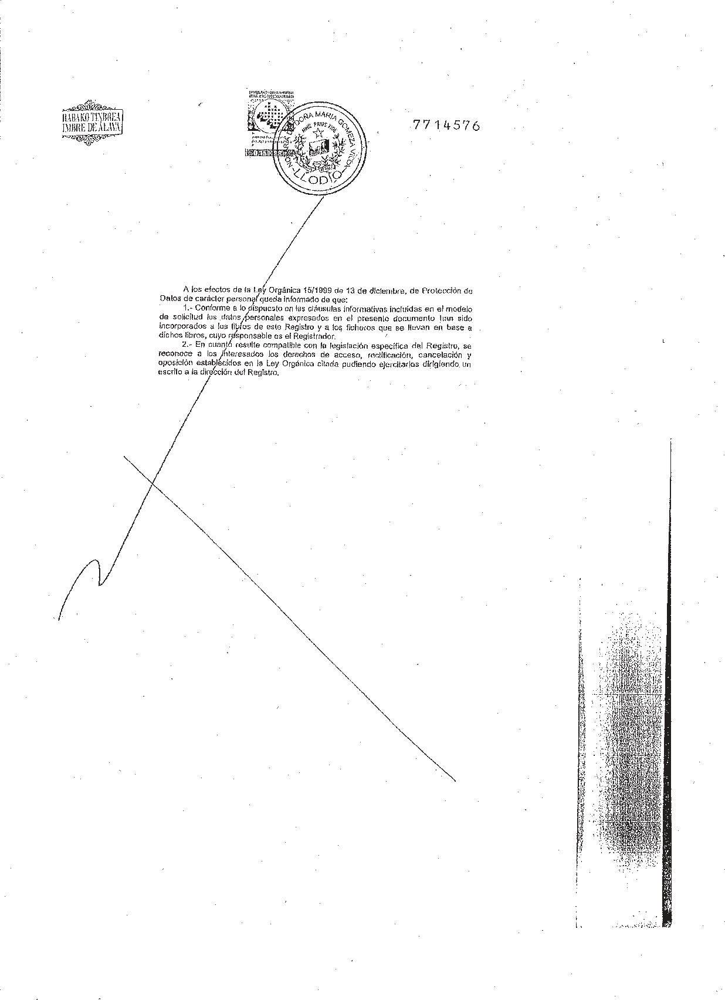 ARABAKO TINBREA
TIMBRE DE ALAVA
7714576
NOTARÍA DE DOÑA MARIA GOMEZA VILLA
NIHIL PRIUS FIDE
LLODIO
A los efectos de la Ley Orgánica 15/1999 de 13 de diciembre, de Protección de
Datos de carácter personal queda informado de que:
1.- Conforme a lo dispuesto en las cláusulas informativas incluidas en el modelo
de solicitud los datos personales expresados en el presente documento han sido
incorporados a los libros de este Registro y a los ficheros que se llevan en base a
dichos libros, cuyo responsable es el Registrador.
2.- En cuanto resulte compatible con la legislación específica del Registro, se
reconoce a los interesados los derechos de acceso, rectificación, cancelación y
oposición establecidos en la Ley Orgánica citada pudiendo ejercitarlos dirigiendo un
escrito a la dirección del Registro.